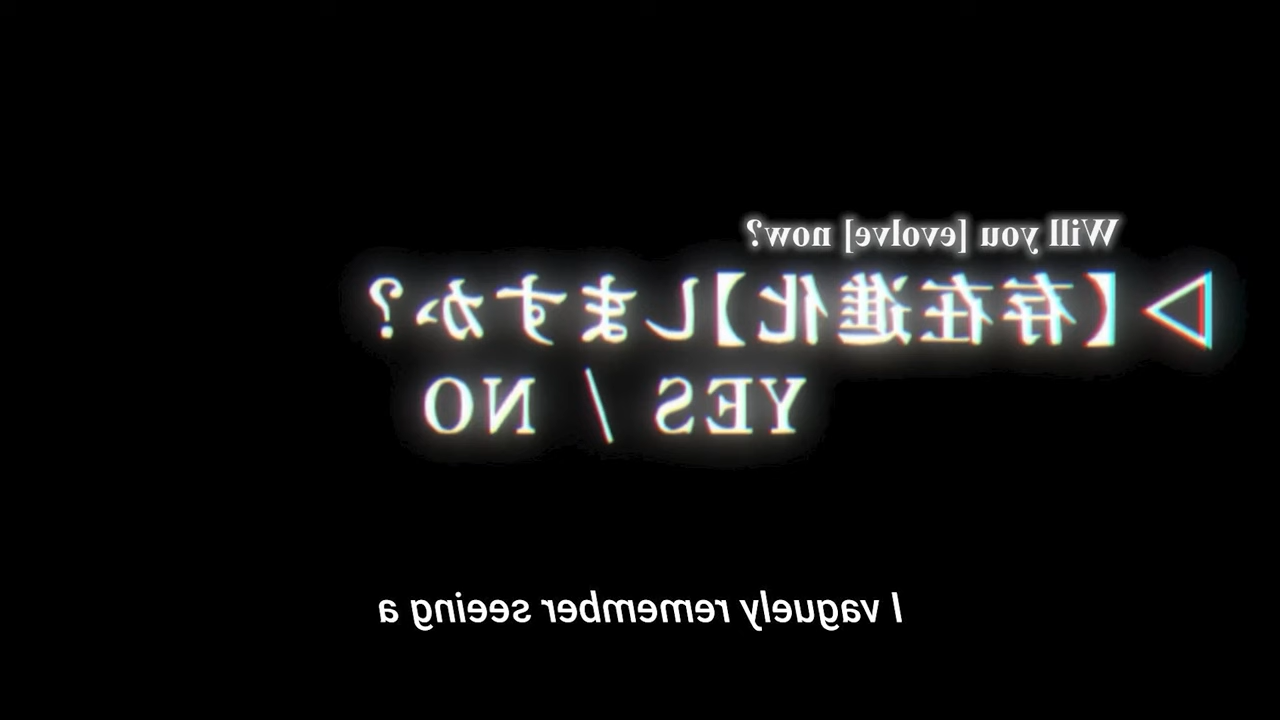 Will you [evolve] now?
▷【存在進化】しますか?
YES / NO
I vaguely remember seeing a